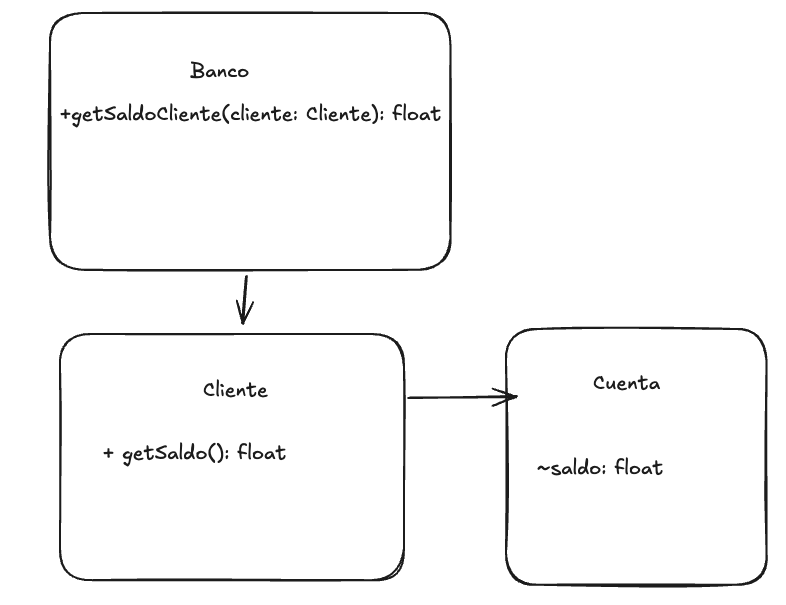 Banco
+getSaldoCliente(cliente: Cliente): float
Cliente
+ getSaldo(): float
Cuenta
~saldo: float